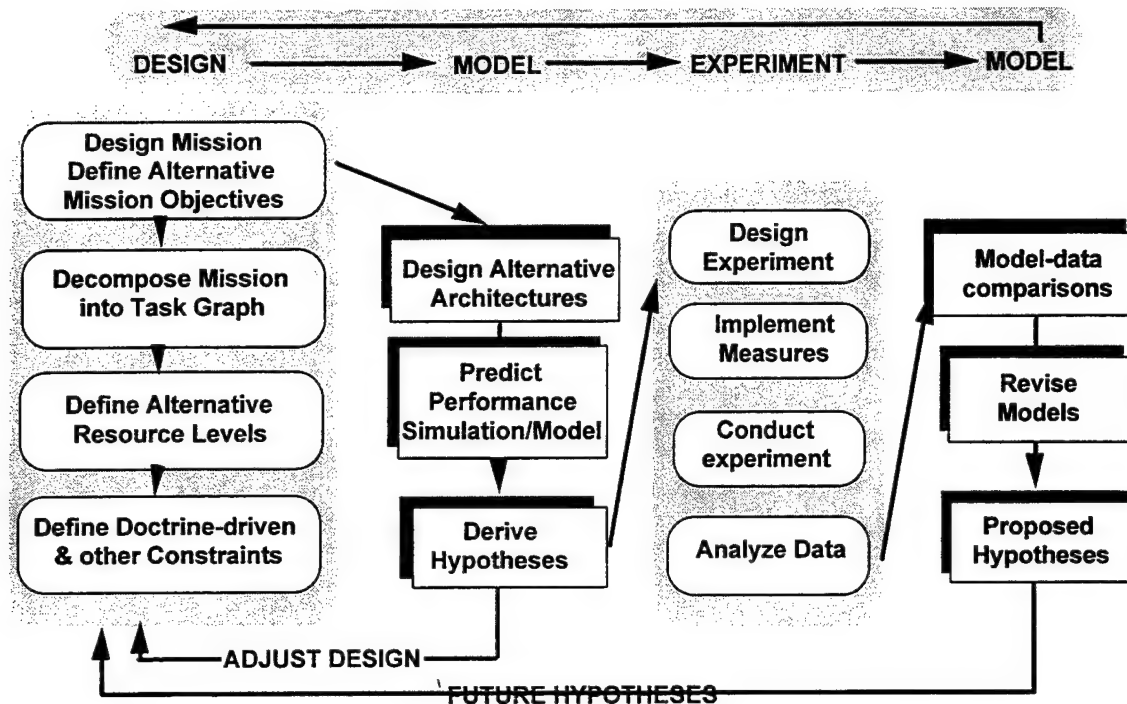 DESIGN MODEL EXPERIMENT MODEL
Design Mission
Define Alternative
Mission Objectives
Decompose Mission
into Task Graph
Define Alternative
Resource Levels
Define Doctrine-driven
& other Constraints
Design Alternative
Architectures
Predict
Performance
Simulation/Model
Derive
Hypotheses
Design
Experiment
Implement
Measures
Conduct
experiment
Analyze Data
Model-data
comparisons
Revise
Models
Proposed
Hypotheses
ADJUST DESIGN
FUTURE HYPOTHESES